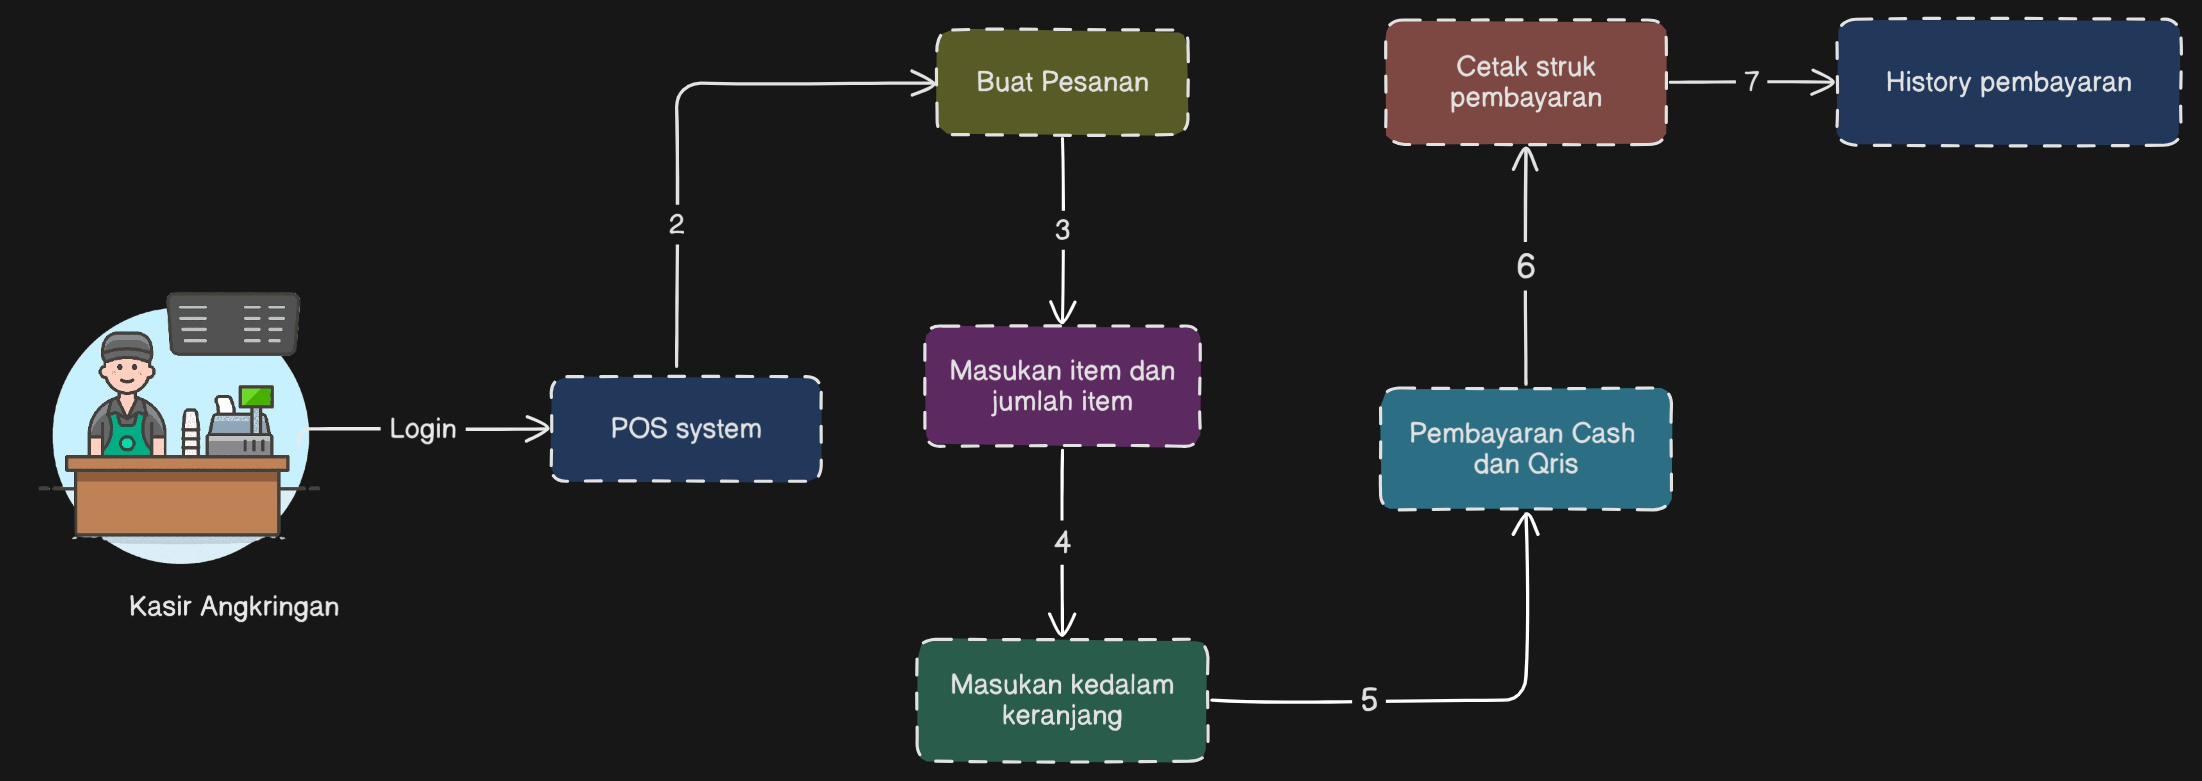 Kasir Angkringan
Login
POS system
2
Buat Pesanan
3
Masukan item dan
jumlah item
4
Masukan kedalam
keranjang
5
Pembayaran Cash
dan Qris
6
Cetak struk
pembayaran
7
History pembayaran